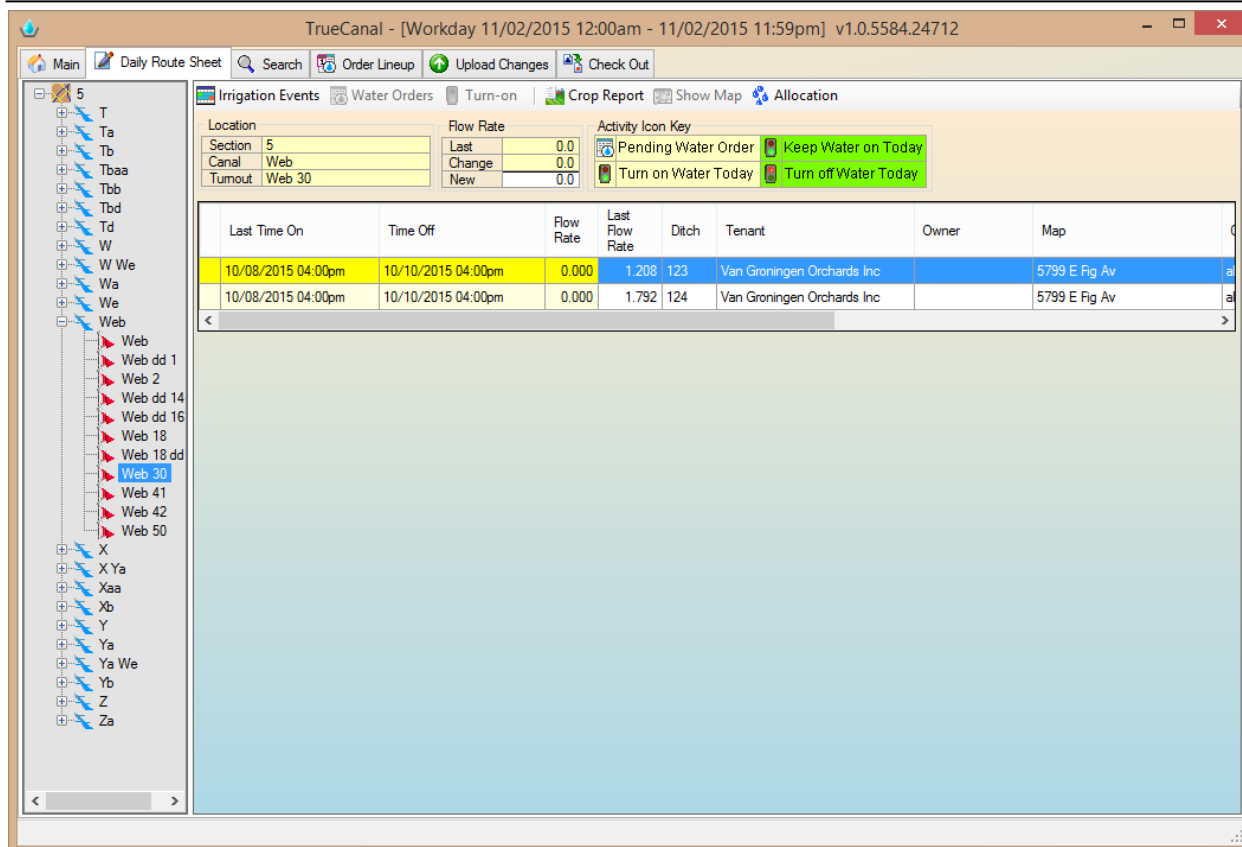 TrueCanal - [Workday 11/02/2015 12:00am - 11/02/2015 11:59pm] v1.0.5584.24712
Main Daily Route Sheet Search Order Lineup Upload Changes Check Out
Irrigation Events Water Orders Turn-on Crop Report Show Map Allocation
Location Flow Rate Activity Icon Key
Section 5 Last 0.0 Pending Water Order Keep Water on Today
Canal Web Change 0.0
Turnout Web 30 New 0.0 Turn on Water Today Turn off Water Today
Last Time On Time Off Flow Rate Last Flow Rate Ditch Tenant Owner Map
10/08/2015 04:00pm 10/10/2015 04:00pm 0.000 1.208 123 Van Groningen Orchards Inc 5799 E Fig Av
10/08/2015 04:00pm 10/10/2015 04:00pm 0.000 1.792 124 Van Groningen Orchards Inc 5799 E Fig Av
5
T
Ta
Tb
Tbaa
Tbb
Tbd
Td
W
W We
Wa
We
Web
Web
Web dd 1
Web 2
Web dd 14
Web dd 16
Web 18
Web 18 dd
Web 30
Web 41
Web 42
Web 50
X
X Ya
Xaa
Xb
Y
Ya
Ya We
Yb
Z
Za